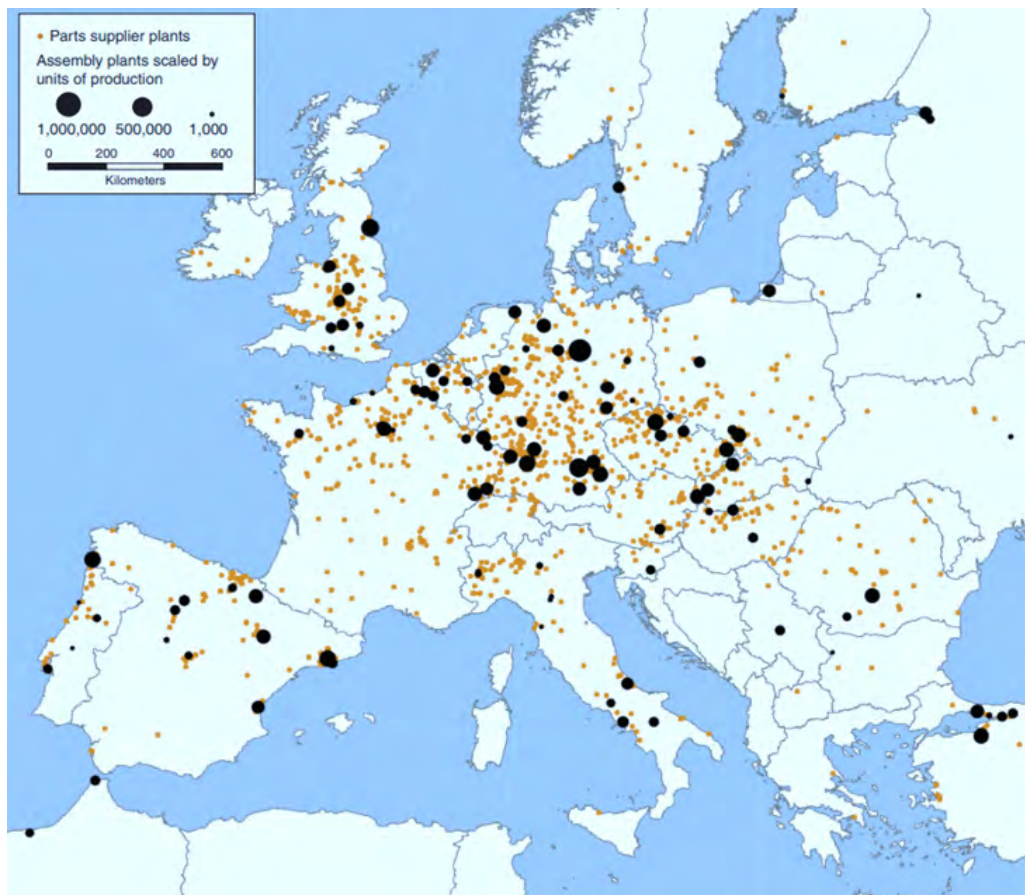 Parts supplier plants
Assembly plants scaled by
units of production
1,000,000 500,000 1,000
0 200 400 600
Kilometers